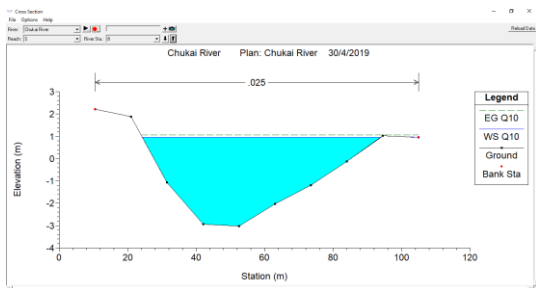 Cross Section
File Options Help
River: Chukai River
Reload Data
Reach: River Sta.:
Chukai River Plan: Chukai River 30/4/2019
.025
Legend
EG Q10
WS Q10
Ground
Bank Sta
Elevation (m)
3
2
1
0
-1
-2
-3
-4
0 20 40 60 80 100 120
Station (m)